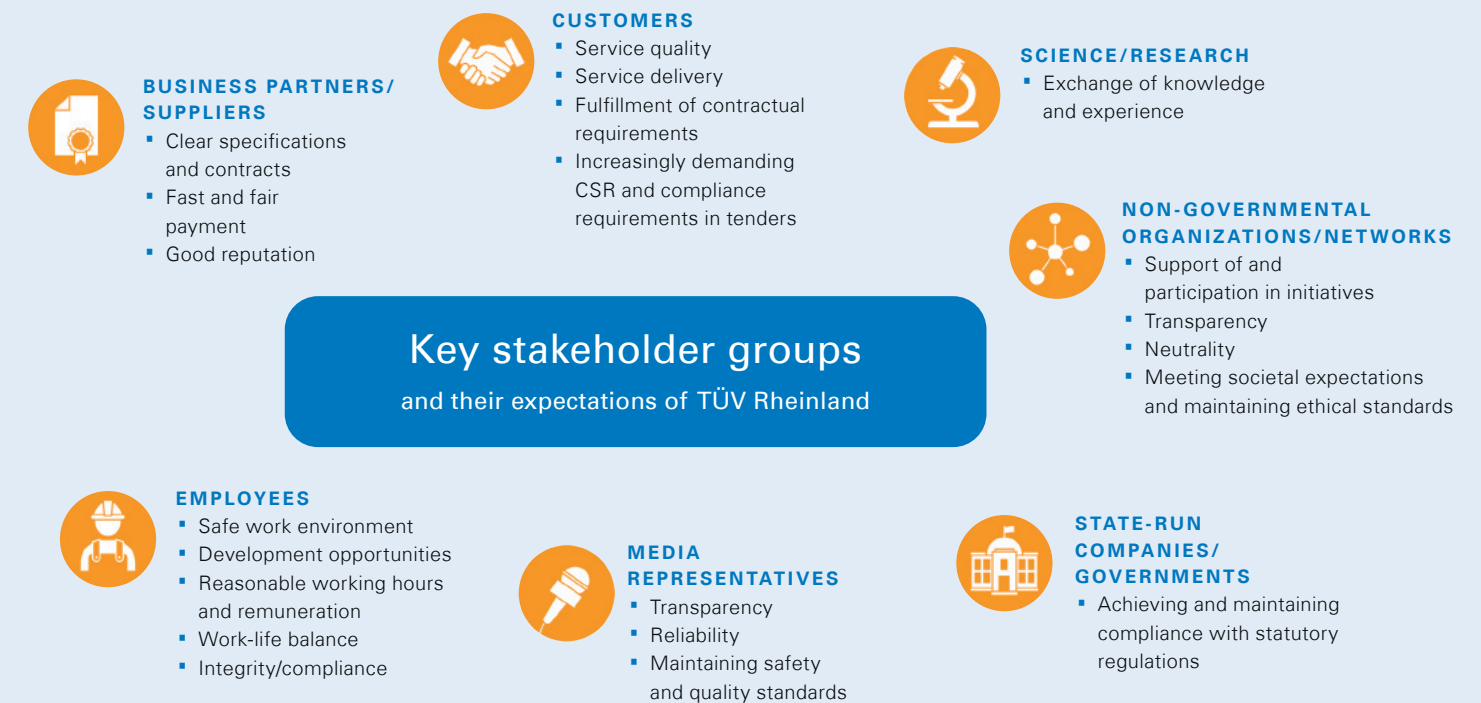 BUSINESS PARTNERS/
SUPPLIERS
▪ Clear specifications
and contracts
▪ Fast and fair
payment
▪ Good reputation
CUSTOMERS
▪ Service quality
▪ Service delivery
▪ Fulfillment of contractual
requirements
▪ Increasingly demanding
CSR and compliance
requirements in tenders
SCIENCE/RESEARCH
▪ Exchange of knowledge
and experience
NON-GOVERNMENTAL
ORGANIZATIONS/NETWORKS
▪ Support of and
participation in initiatives
▪ Transparency
▪ Neutrality
▪ Meeting societal expectations
and maintaining ethical standards
Key stakeholder groups
and their expectations of TÜV Rheinland
EMPLOYEES
▪ Safe work environment
▪ Development opportunities
▪ Reasonable working hours
and remuneration
▪ Work-life balance
▪ Integrity/compliance
MEDIA
REPRESENTATIVES
▪ Transparency
▪ Reliability
▪ Maintaining safety
and quality standards
STATE-RUN
COMPANIES/
GOVERNMENTS
▪ Achieving and maintaining
compliance with statutory
regulations